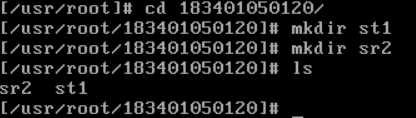 [/usr/root]# cd 183401050120/
[/usr/root/183401050120]# mkdir st1
[/usr/root/183401050120]# mkdir sr2
[/usr/root/183401050120]# ls
sr2  st1
[/usr/root/183401050120]# _